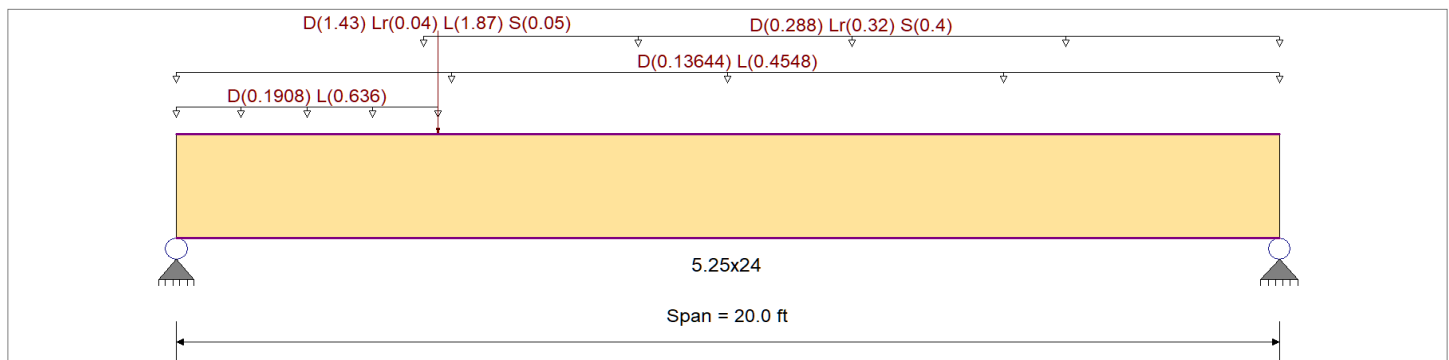 D(1.43) Lr(0.04) L(1.87) S(0.05)
D(0.288) Lr(0.32) S(0.4)
D(0.13644) L(0.4548)
D(0.1908) L(0.636)
5.25x24
Span = 20.0 ft